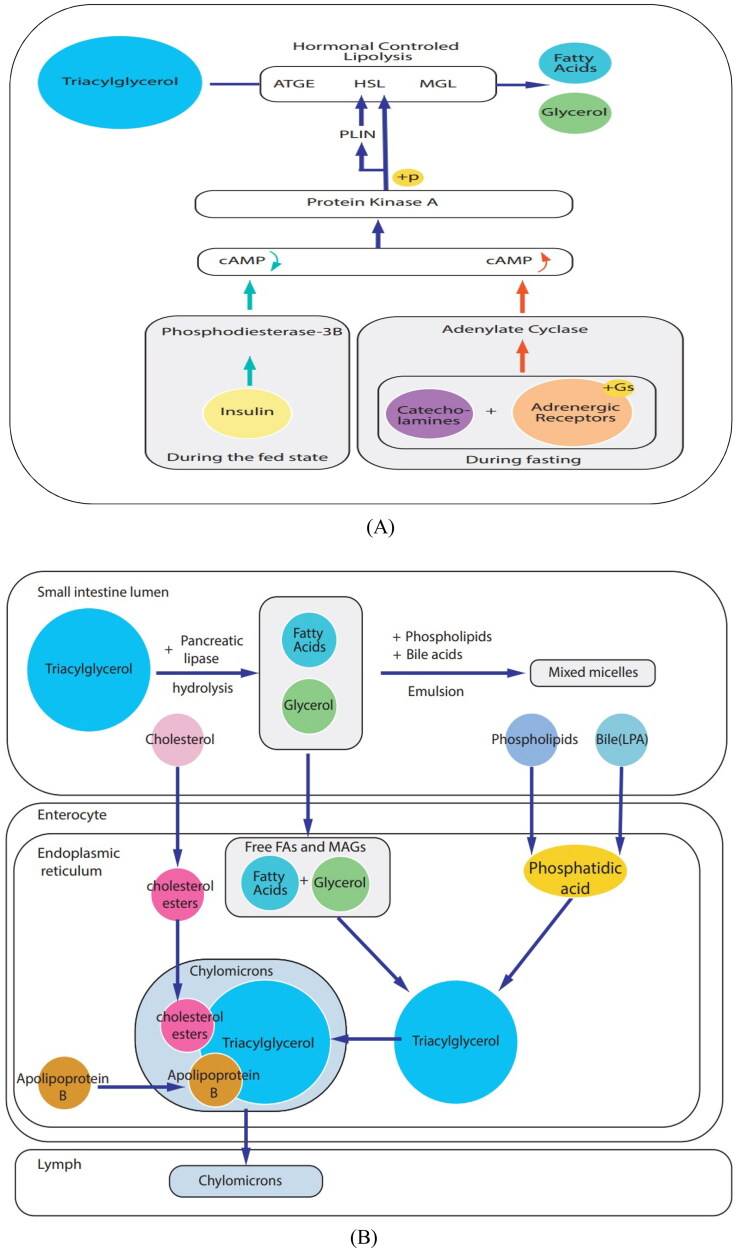 Hormonal Controled
Lipolysis
Triacylglycerol
ATGE HSL MGL
Fatty
Acids
Glycerol
PLIN
+p
Protein Kinase A
cAMP
cAMP
Phosphodiesterase-3B
Insulin
During the fed state
Adenylate Cyclase
+Gs
Catecho-
lamines
+
Adrenergic
Receptors
During fasting
(A)
Small intestine lumen
Triacylglycerol
+ Pancreatic
lipase
hydrolysis
Fatty
Acids
Glycerol
+ Phospholipids
+ Bile acids
Emulsion
Mixed micelles
Cholesterol
Phospholipids
Bile(LPA)
Enterocyte
Endoplasmic
reticulum
Free FAs and MAGs
Fatty
Acids
+
Glycerol
Phosphatidic
acid
cholesterol
esters
Chylomicrons
cholesterol
esters
Triacylglycerol
Triacylglycerol
Apolipoprotein
B
Apolipoprotein
B
Lymph
Chylomicrons
(B)